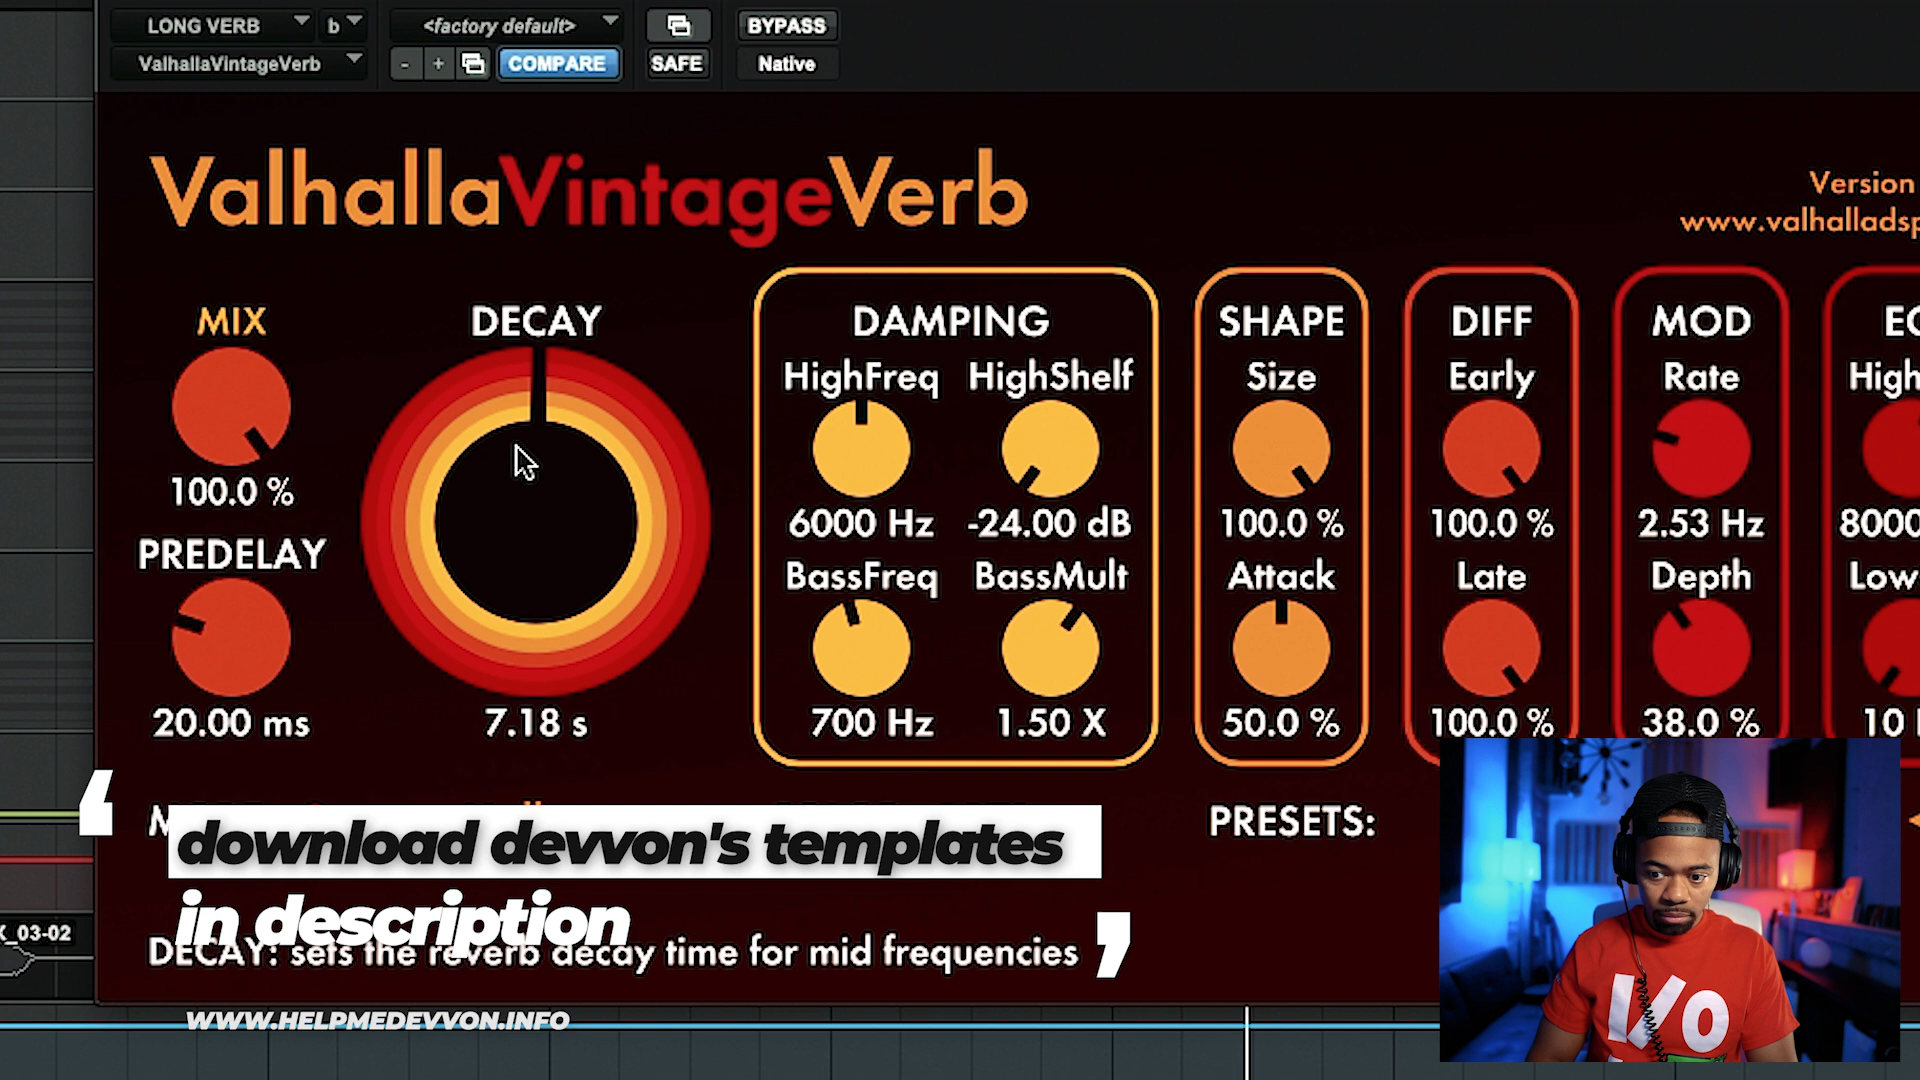 LONG VERB
b
<factory default>
BYPASS
ValhallaVintageVerb
- +
COMPARE
SAFE
Native
ValhallaVintageVerb
Version
www.valhalladsp
MIX
DECAY
DAMPING
SHAPE
DIFF
MOD
HighFreq
HighShelf
Size
Early
Rate
High
100.0 %
6000 Hz
-24.00 dB
100.0 %
100.0 %
2.53 Hz
8000
PREDELAY
BassFreq
BassMult
Attack
Late
Depth
Low
20.00 ms
7.18 s
700 Hz
1.50 X
50.0 %
100.0 %
38.0 %
10
PRESETS:
download devvon's templates
in description
_03-02
DECAY: sets the reverb decay time for mid frequencies
WWW.HELPMEDEVVON.INFO
I/O